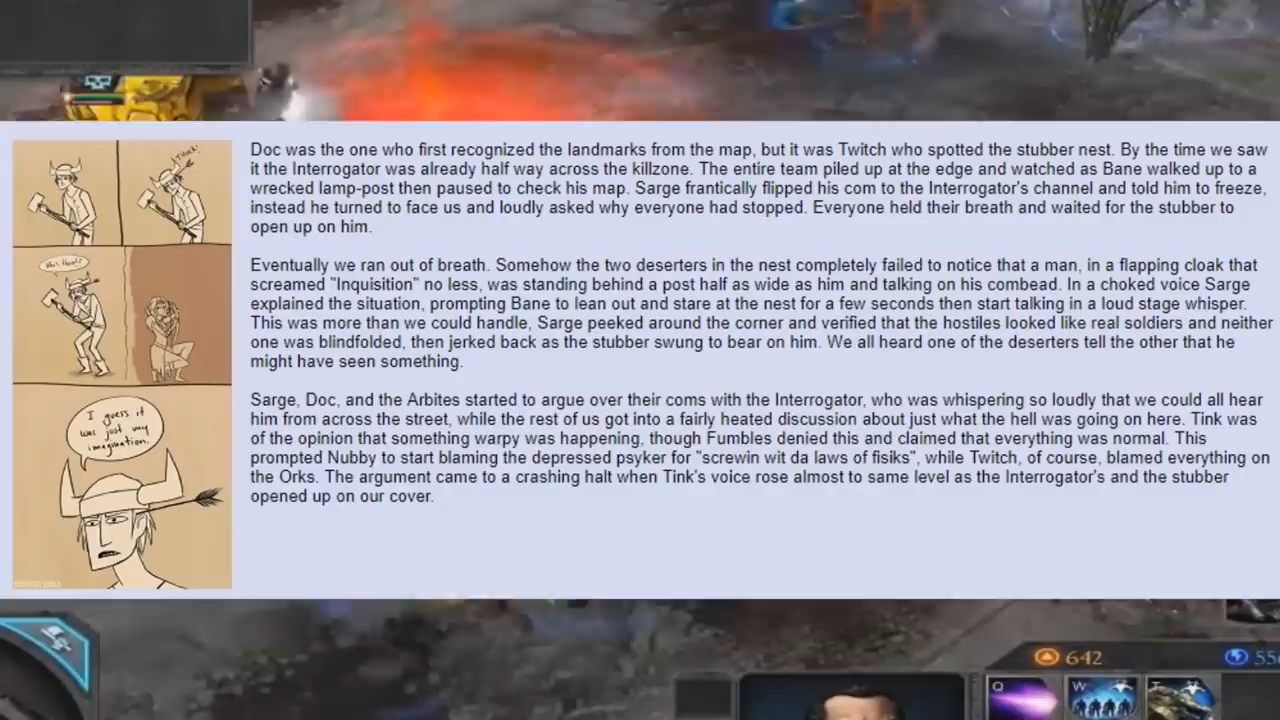 Thunk!
Who's there!?
I guess it
was just my
imagination.
Doc was the one who first recognized the landmarks from the map, but it was Twitch who spotted the stubber nest. By the time we saw
it the Interrogator was already half way across the killzone. The entire team piled up at the edge and watched as Bane walked up to a
wrecked lamp-post then paused to check his map. Sarge frantically flipped his com to the Interrogator's channel and told him to freeze,
instead he turned to face us and loudly asked why everyone had stopped. Everyone held their breath and waited for the stubber to
open up on him.
Eventually we ran out of breath. Somehow the two deserters in the nest completely failed to notice that a man, in a flapping cloak that
screamed "Inquisition" no less, was standing behind a post half as wide as him and talking on his combead. In a choked voice Sarge
explained the situation, prompting Bane to lean out and stare at the nest for a few seconds then start talking in a loud stage whisper.
This was more than we could handle, Sarge peeked around the corner and verified that the hostiles looked like real soldiers and neither
one was blindfolded, then jerked back as the stubber swung to bear on him. We all heard one of the deserters tell the other that he
might have seen something.
Sarge, Doc, and the Arbites started to argue over their coms with the Interrogator, who was whispering so loudly that we could all hear
him from across the street, while the rest of us got into a fairly heated discussion about just what the hell was going on here. Tink was
of the opinion that something warpy was happening, though Fumbles denied this and claimed that everything was normal. This
prompted Nubby to start blaming the depressed psyker for "screwin wit da laws of fisiks", while Twitch, of course, blamed everything on
the Orks. The argument came to a crashing halt when Tink's voice rose almost to same level as the Interrogator's and the stubber
opened up on our cover.
642
Q
W